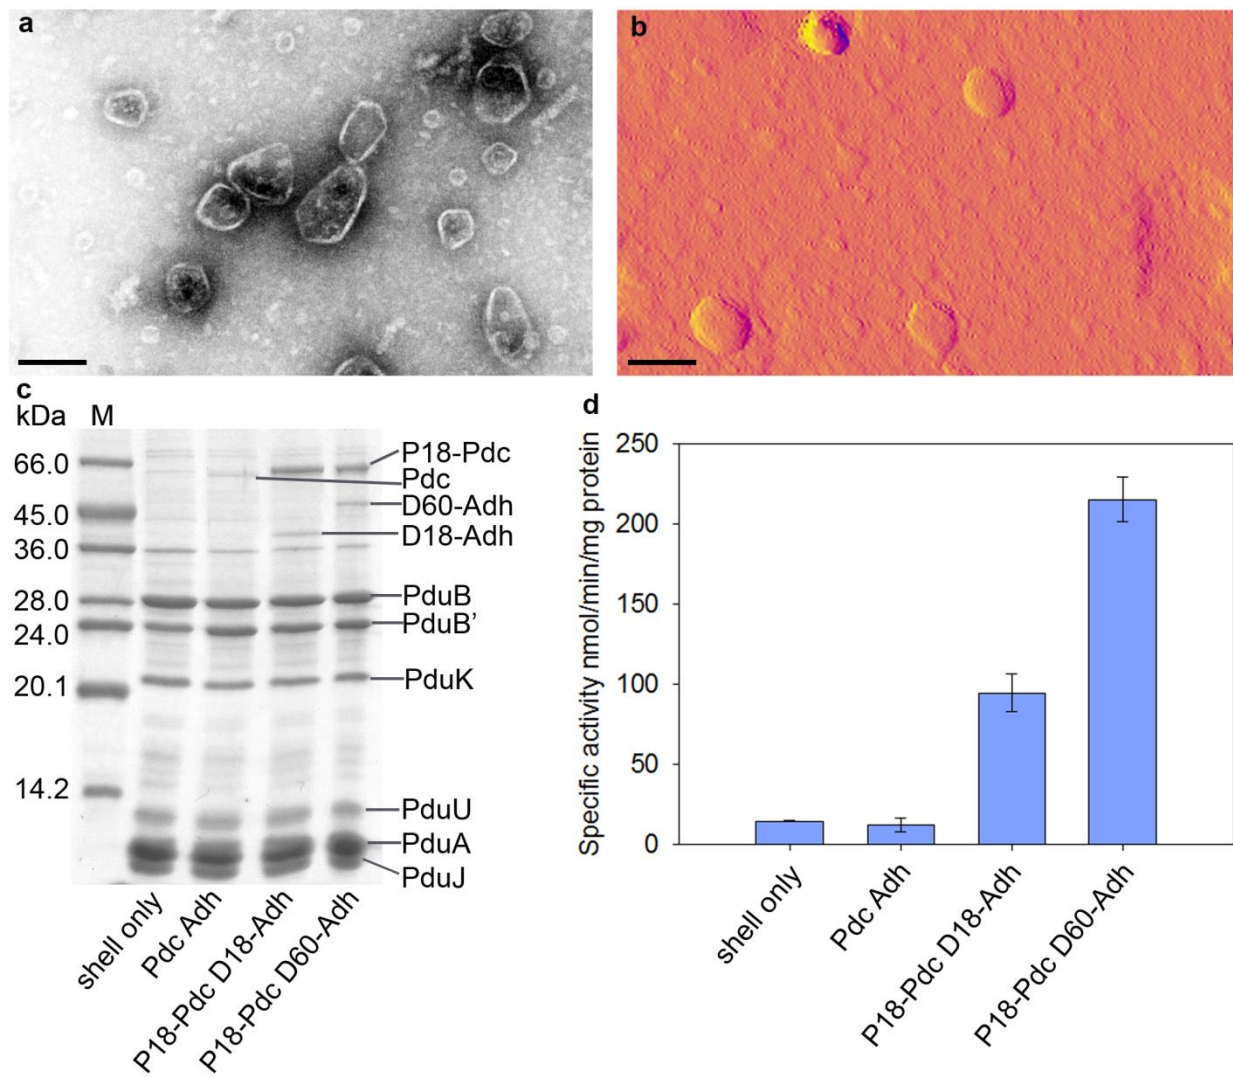 a
b
c
kDa M
66.0
45.0
36.0
28.0
24.0
20.1
14.2
P18-Pdc
Pdc
D60-Adh
D18-Adh
PduB
PduB’
PduK
PduU
PduA
PduJ
shell only
Pdc Adh
P18-Pdc D18-Adh
P18-Pdc D60-Adh
d
Specific activity nmol/min/mg protein
250
200
150
100
50
0
shell only
Pdc Adh
P18-Pdc D18-Adh
P18-Pdc D60-Adh